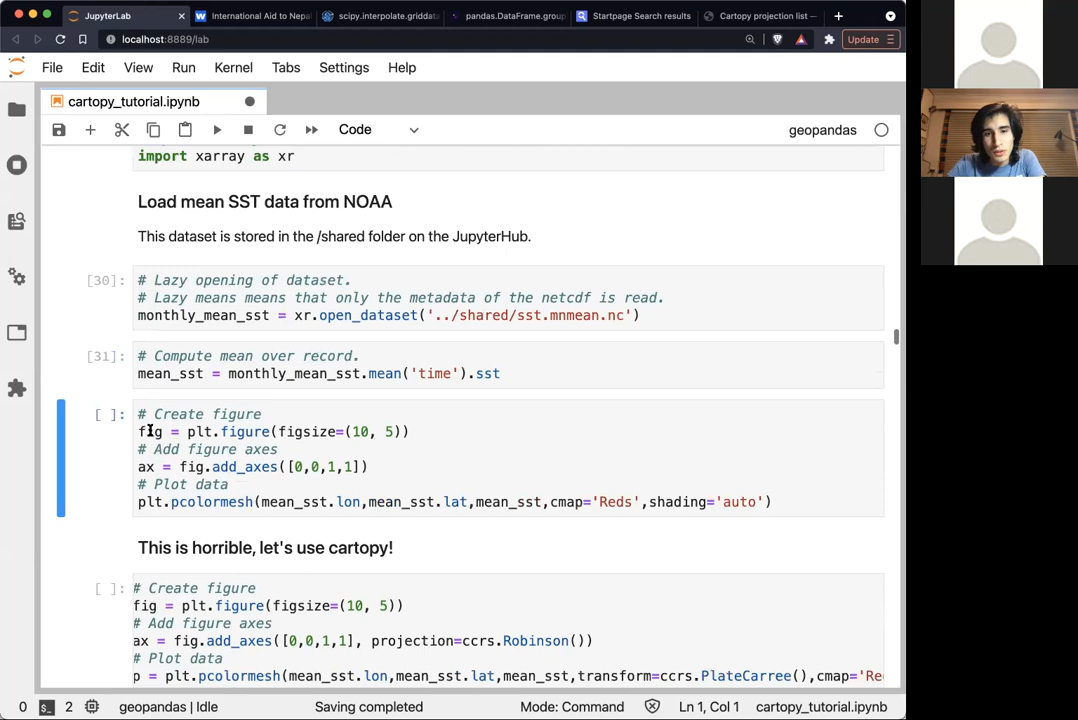 JupyterLab
International Aid to Nepal
scipy.interpolate.griddata
pandas.DataFrame.group
Startpage Search results
Cartopy projection list —
localhost:8889/lab
Update
File Edit View Run Kernel Tabs Settings Help
cartopy_tutorial.ipynb
Code
geopandas
import xarray as xr
Load mean SST data from NOAA
This dataset is stored in the /shared folder on the JupyterHub.
[30]:
# Lazy opening of dataset.
# Lazy means means that only the metadata of the netcdf is read.
monthly_mean_sst = xr.open_dataset('../shared/sst.mnmean.nc')
[31]:
# Compute mean over record.
mean_sst = monthly_mean_sst.mean('time').sst
[ ]:
# Create figure
fig = plt.figure(figsize=(10, 5))
# Add figure axes
ax = fig.add_axes([0,0,1,1])
# Plot data
plt.pcolormesh(mean_sst.lon,mean_sst.lat,mean_sst,cmap='Reds',shading='auto')
This is horrible, let's use cartopy!
[ ]:
# Create figure
fig = plt.figure(figsize=(10, 5))
# Add figure axes
ax = fig.add_axes([0,0,1,1], projection=ccrs.Robinson())
# Plot data
p = plt.pcolormesh(mean_sst.lon,mean_sst.lat,mean_sst,transform=ccrs.PlateCarree(),cmap='Re
0 2 geopandas | Idle Saving completed Mode: Command Ln 1, Col 1 cartopy_tutorial.ipynb